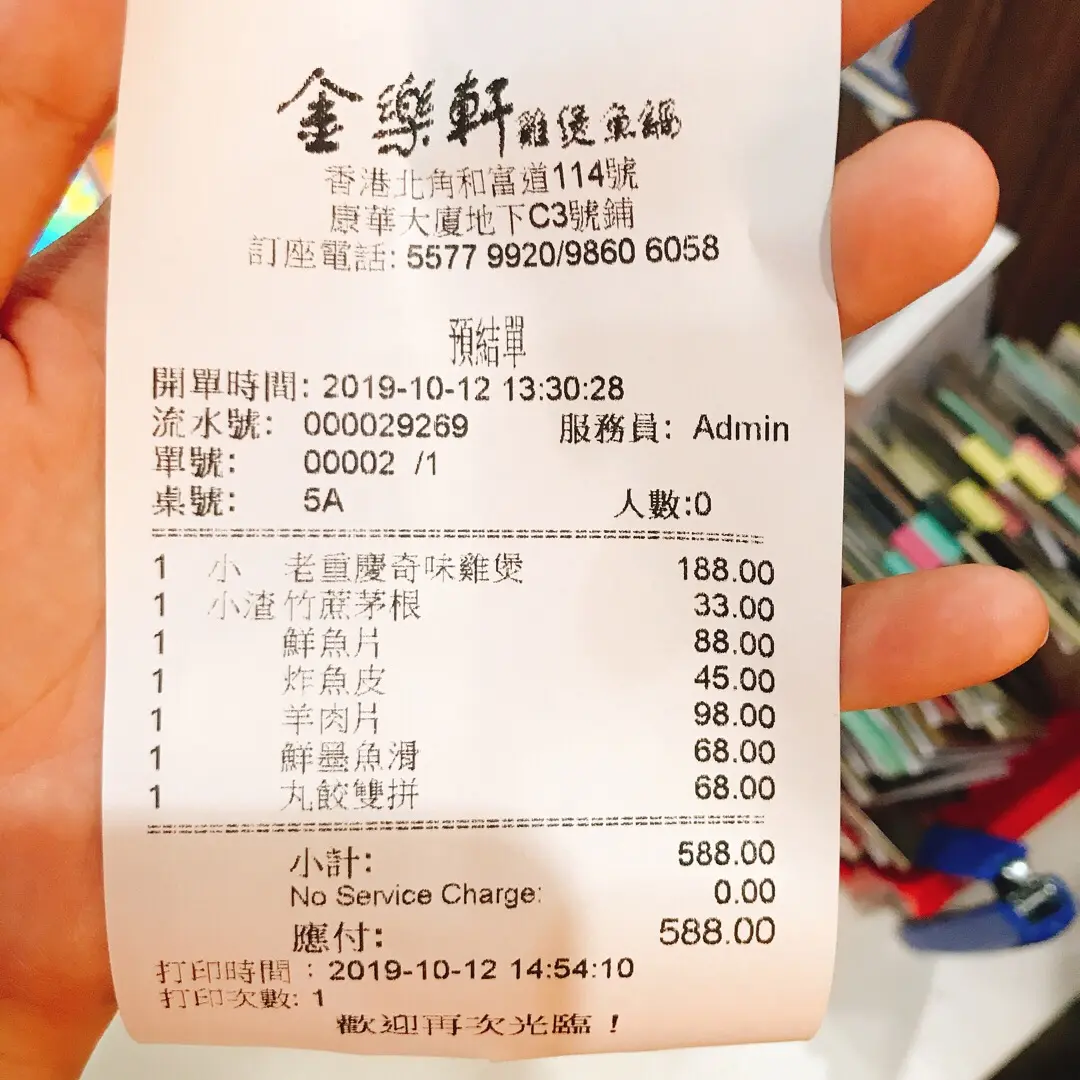 金樂軒雞煲魚鍋
香港北角和富道114號
康華大廈地下C3號鋪
訂座電話: 5577 9920/9860 6058
預結單
開單時間: 2019-10-12 13:30:28
流水號: 000029269 服務員: Admin
單號: 00002 /1
桌號: 5A 人數:0
1 小 老重慶奇味雞煲 188.00
1 小渣 竹蔗茅根 33.00
1 鮮魚片 88.00
1 炸魚皮 45.00
1 羊肉片 98.00
1 鮮墨魚滑 68.00
1 丸餃雙拼 68.00
小計: 588.00
No Service Charge: 0.00
應付: 588.00
打印時間 : 2019-10-12 14:54:10
打印次數: 1
歡迎再次光臨！